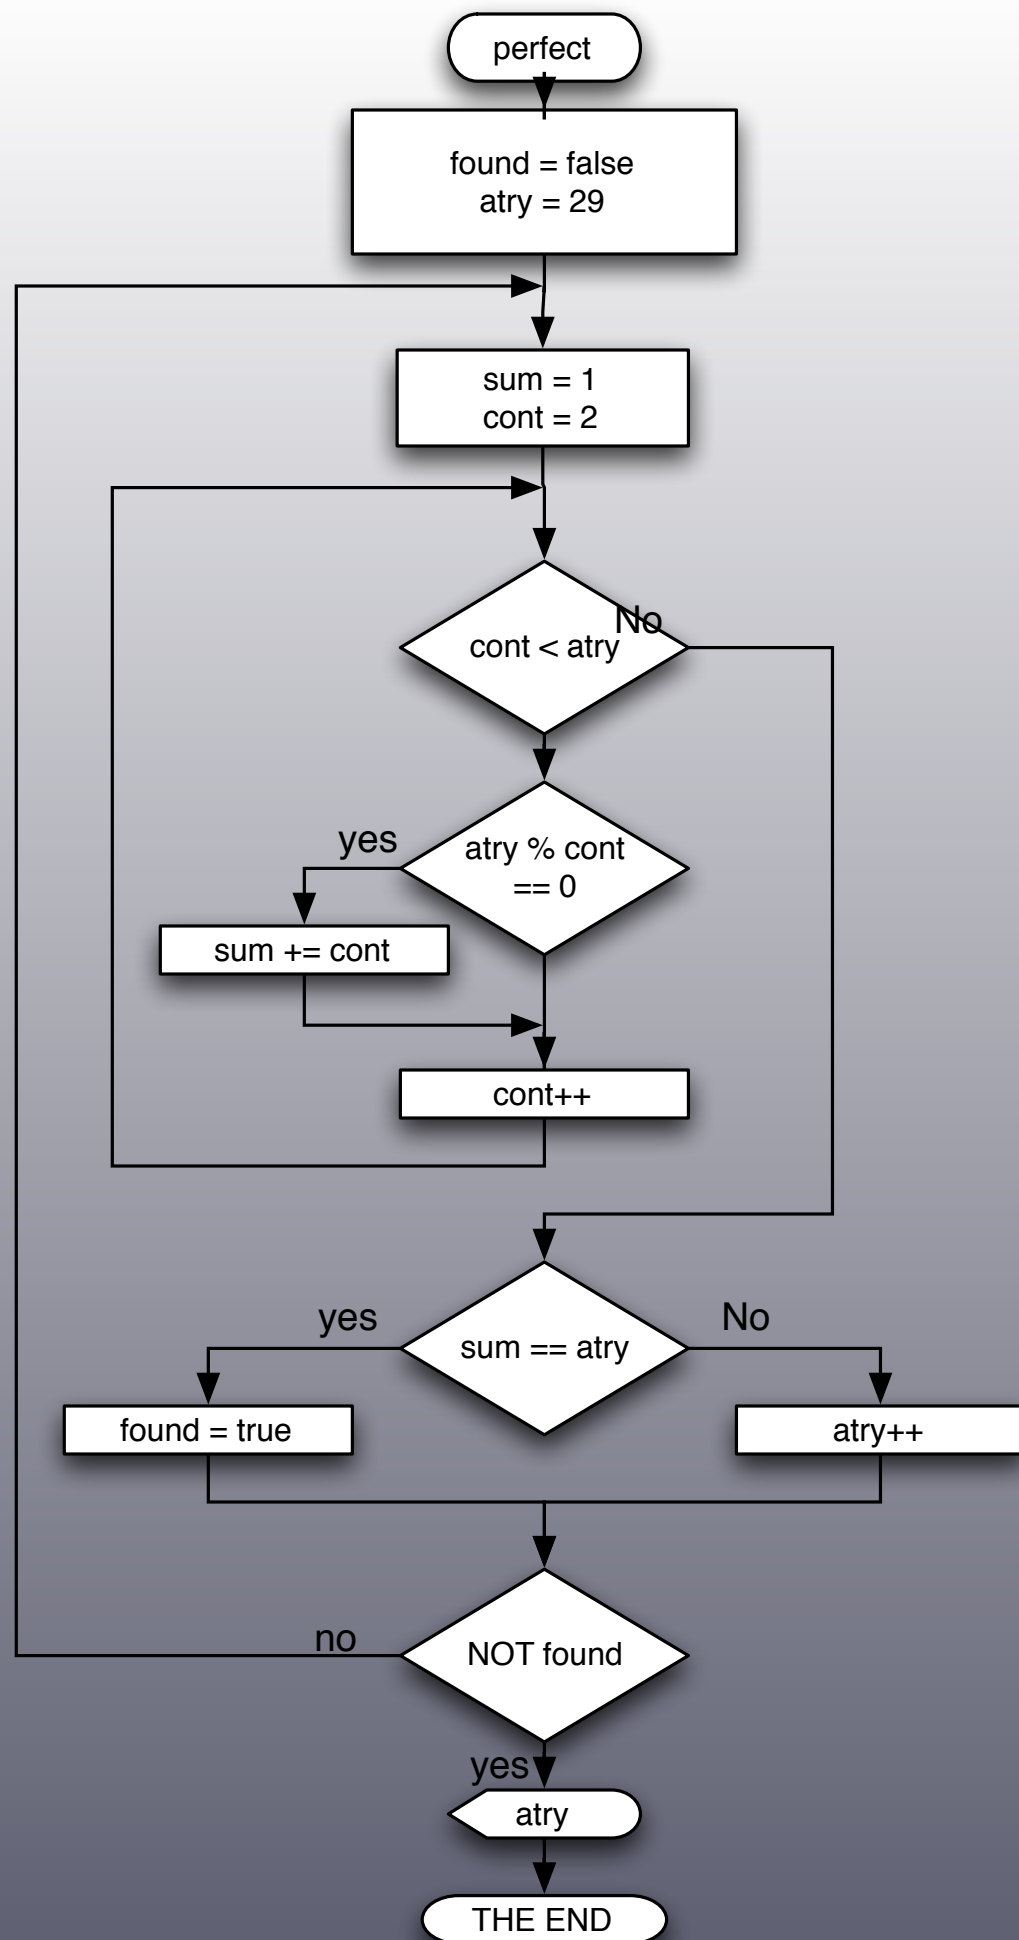 perfect
found = false
atry = 29
sum = 1
cont = 2
No
cont < atry
yes
atry % cont
== 0
sum += cont
cont++
yes
No
sum == atry
found = true
atry++
no
NOT found
yes
atry
THE END